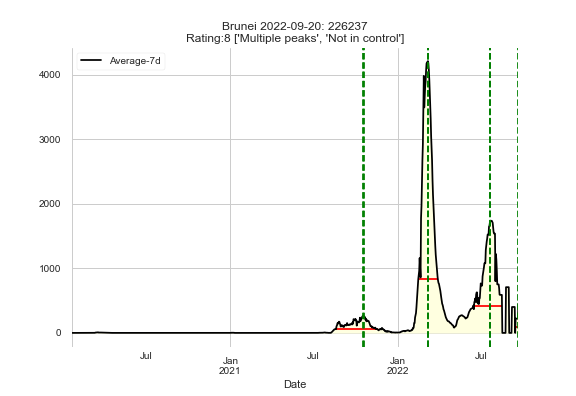 Brunei 2022-09-20: 226237
Rating:8 ['Multiple peaks', 'Not in control']
Average-7d
4000
3000
2000
1000
0
Jul
Jan
2021
Jul
Jan
2022
Jul
Date